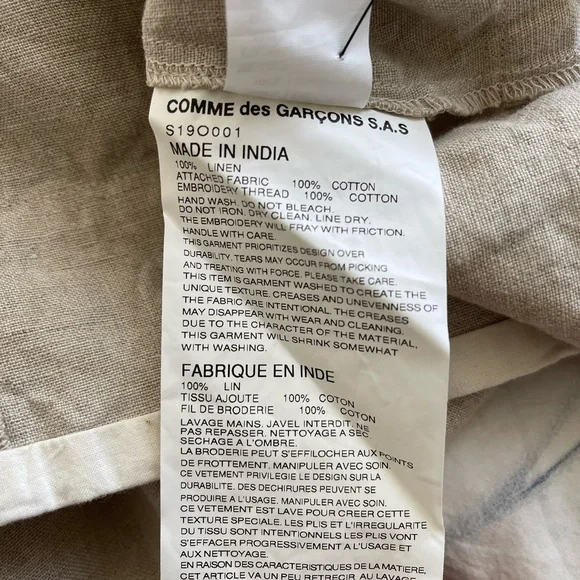 COMME des GARÇONS S.A.S
S19O001
MADE IN INDIA
100% LINEN
ATTACHED FABRIC 100% COTTON
EMBROIDERY THREAD 100% COTTON
HAND WASH. DO NOT BLEACH.
DO NOT IRON. DRY CLEAN. LINE DRY.
THE EMBROIDERY WILL FRAY WITH FRICTION.
HANDLE WITH CARE.
THIS GARMENT PRIORITIZES DESIGN OVER
DURABILITY. TEARS MAY OCCUR FROM PICKING
AND TREATING WITH FORCE. PLEASE TAKE CARE.
THIS ITEM IS GARMENT WASHED TO CREATE THE
UNIQUE TEXTURE. CREASES AND UNEVENNESS OF
THE FABRIC ARE INTENTIONAL. THE CREASES
MAY DISAPPEAR WITH WEAR AND CLEANING.
DUE TO THE CHARACTER OF THE MATERIAL,
THIS GARMENT WILL SHRINK SOMEWHAT
WITH WASHING.
FABRIQUE EN INDE
100% LIN
TISSU AJOUTE 100% COTON
FIL DE BRODERIE 100% COTON
LAVAGE MAINS. JAVEL INTERDIT. NE
PAS REPASSER. NETTOYAGE A SEC
SECHAGE A L'OMBRE.
LA BRODERIE PEUT S'EFFILOCHER AUX POINTS
DE FROTTEMENT. MANIPULER AVEC SOIN.
CE VETEMENT PRIVILEGIE LE DESIGN SUR LA
DURABILITE. DES DECHIRURES PEUVENT SE
PRODUIRE A L'USAGE. MANIPULER AVEC SOIN.
CE VETEMENT EST LAVE POUR CREER CETTE
TEXTURE SPECIALE. LES PLIS ET L'IRREGULARITE
DU TISSU SONT INTENTIONNELS LES PLIS VONT
S'EFFACER PROGRESSIVEMENT A L'USAGE ET
AUX NETTOYAGE.
EN RAISON DES CARACTERISTIQUES DE LA MATIERE,
CET ARTICLE VA UN PEU RETRECIR AU LAVAGE